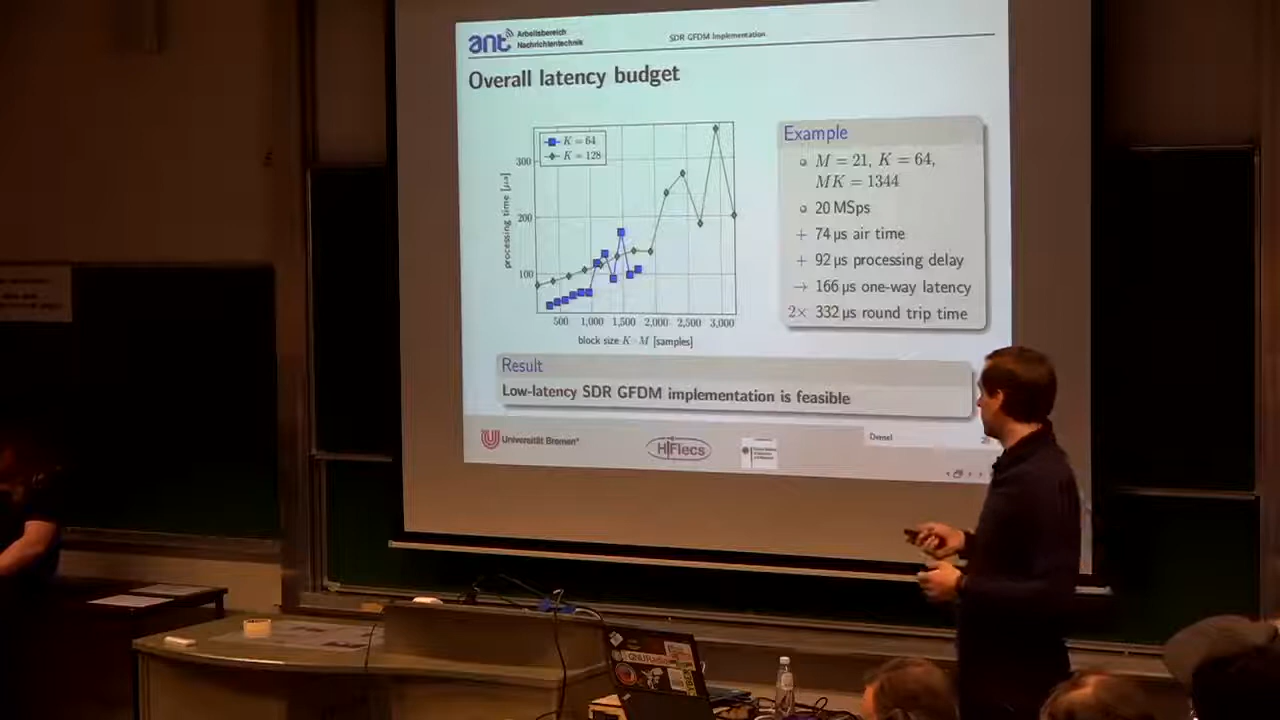 ant
Arbeitsbereich
Nachrichtentechnik
SDR GFDM Implementation
Overall latency budget
K = 64
K = 128
300
200
100
processing time [µs]
500 1,000 1,500 2,000 2,500 3,000
block size K · M [samples]
Example
M = 21, K = 64,
MK = 1344
20 MSps
+ 74 µs air time
+ 92 µs processing delay
→ 166 µs one-way latency
2× 332 µs round trip time
Result
Low-latency SDR GFDM implementation is feasible
Universität Bremen*
HiFlecs
Demel